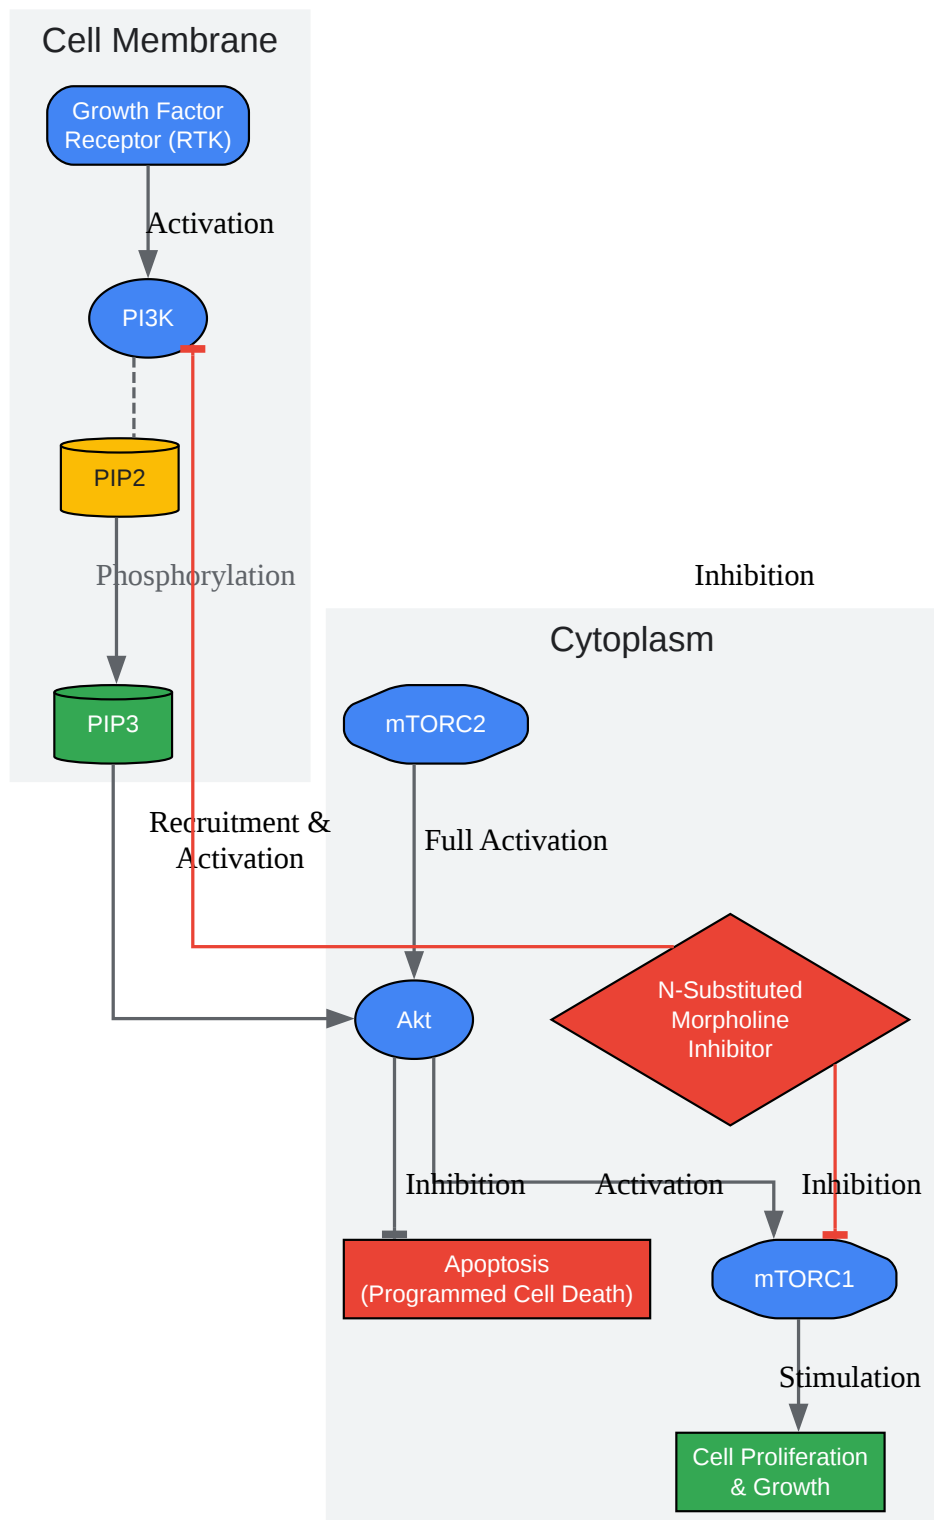 Cell Membrane
Growth Factor
Receptor (RTK)
Activation
PI3K
PIP2
Phosphorylation
Inhibition
Cytoplasm
PIP3
mTORC2
Recruitment &
Activation
Full Activation
N-Substituted
Morpholine
Inhibitor
Akt
Inhibition
Activation
Inhibition
Apoptosis
(Programmed Cell Death)
mTORC1
Stimulation
Cell Proliferation
& Growth